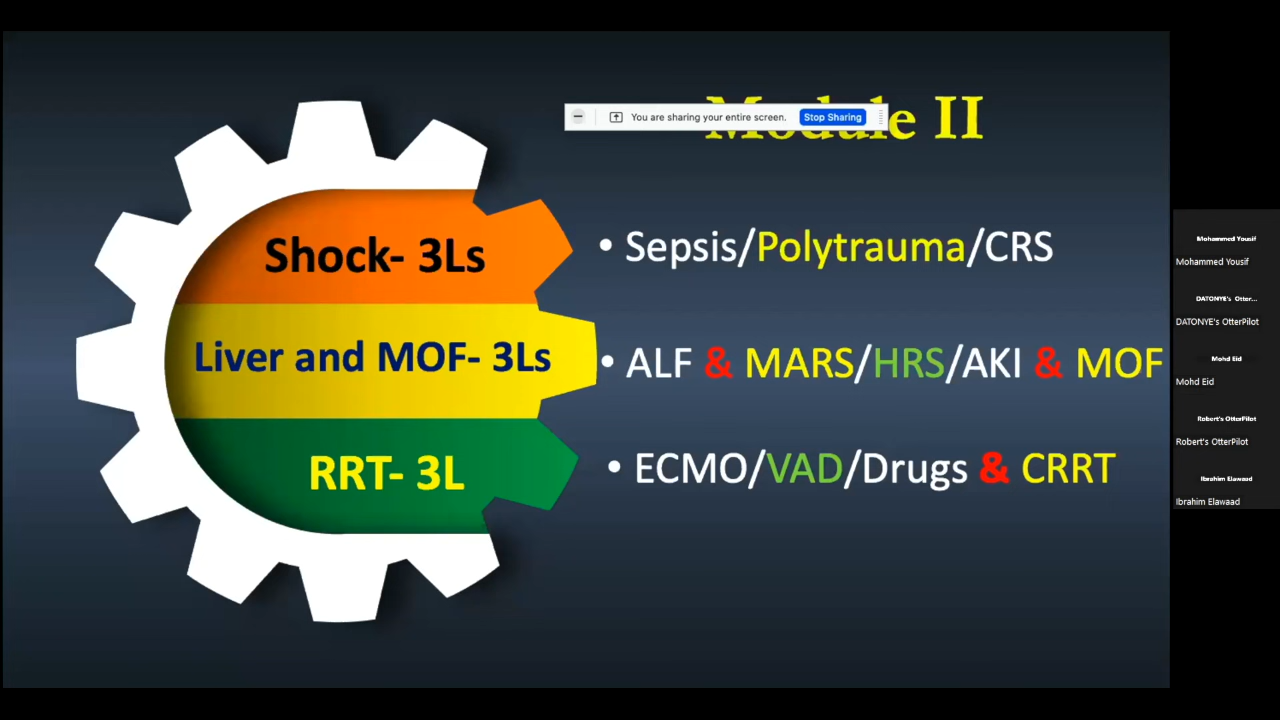 Module II
You are sharing your entire screen.
Stop Sharing
Shock- 3Ls
• Sepsis/Polytrauma/CRS
Liver and MOF- 3Ls
• ALF & MARS/HRS/AKI & MOF
RRT- 3L
• ECMO/VAD/Drugs & CRRT
Mohammed Yousif
Mohammed Yousif
DATONYE's Otter...
DATONYE's OtterPilot
Mohd Eid
Mohd Eid
Robert's OtterPilot
Robert's OtterPilot
Ibrahim Elawaad
Ibrahim Elawaad